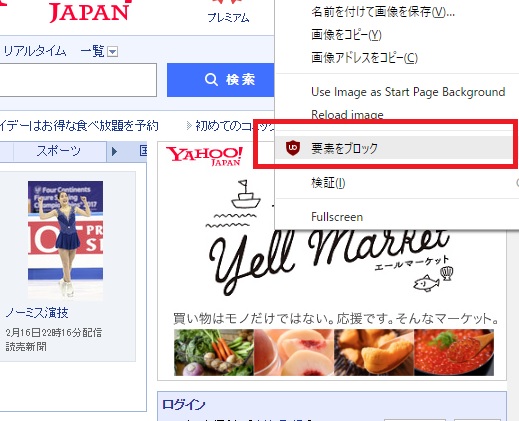 JAPAN
プレミアム
リアルタイム 一覧
検索
名前を付けて画像を保存(V)...
画像をコピー(Y)
画像アドレスをコピー(C)
Use Image as Start Page Background
Reload image
要素をブロック
検証(I)
Fullscreen
イデーはお得な食べ放題を予約
初めてのコミック
スポーツ
YAHOO!
JAPAN
Four Continents
Figure Skating
Championships 2017
Yell Market
エールマーケット
買い物はモノだけではない。応援です。そんなマーケット。
ノーミス演技
2月16日22時16分配信
読売新聞
ログイン